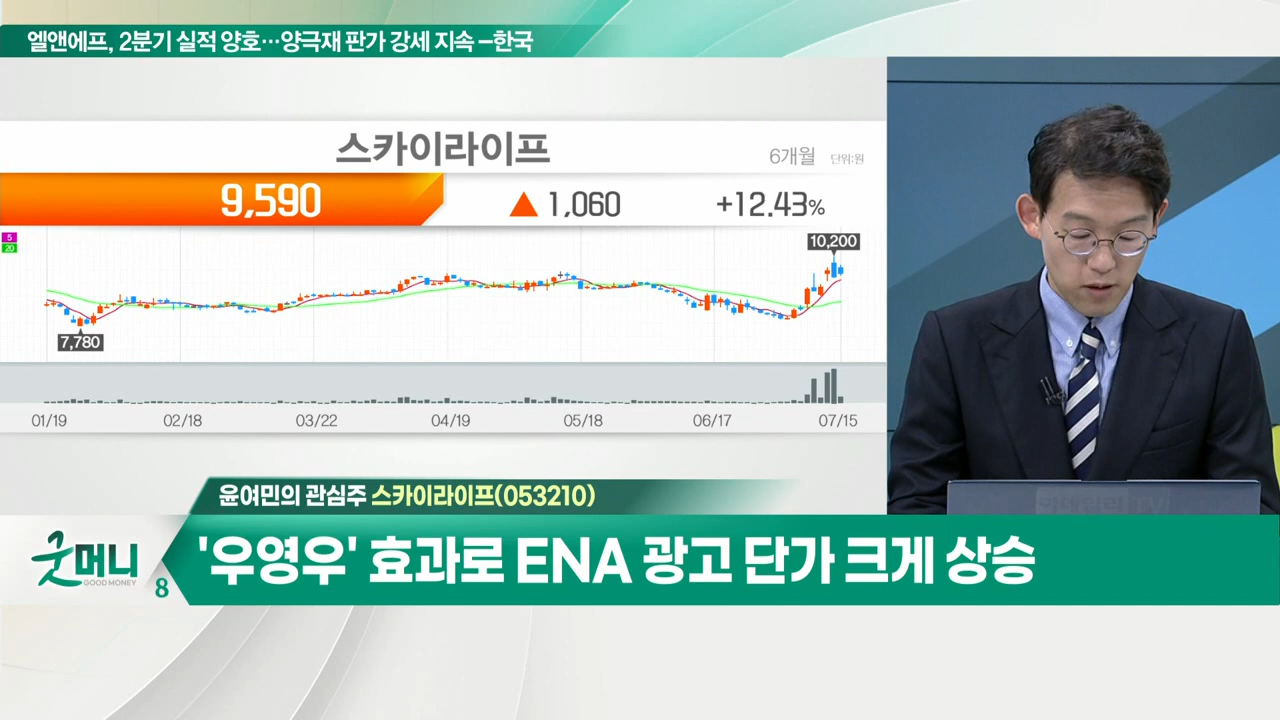 엘앤에프, 2분기 실적 양호…양극재 판가 강세 지속 -한국
스카이라이프
6개월 단위:원
9,590 ▲ 1,060 +12.43%
5
20
10,200
7,780
01/19 02/18 03/22 04/19 05/18 06/17 07/15
윤여민의 관심주 스카이라이프(053210)
굿머니
GOOD MONEY
8
'우영우' 효과로 ENA 광고 단가 크게 상승
이데일리 TV